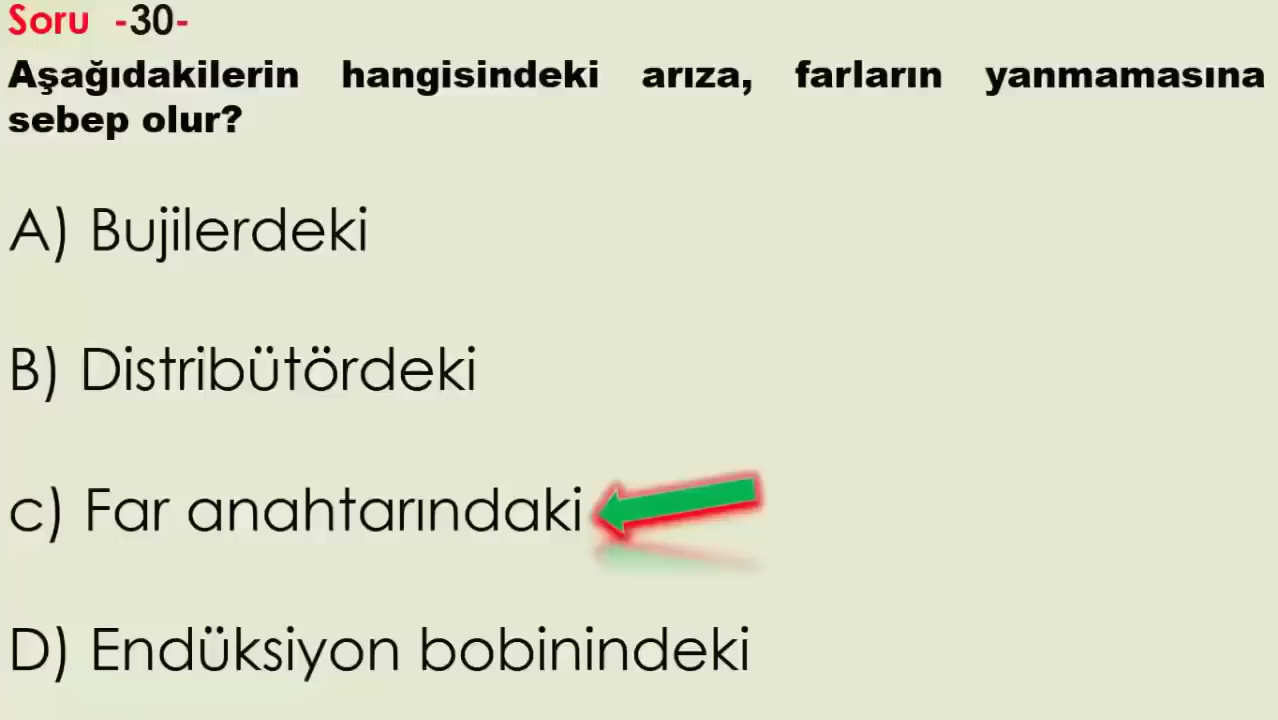 Soru -30-
Aşağıdakilerin hangisindeki arıza, farların yanmamasına
sebep olur?
A) Bujilerdeki
B) Distribütördeki
c) Far anahtarındaki
D) Endüksiyon bobinindeki